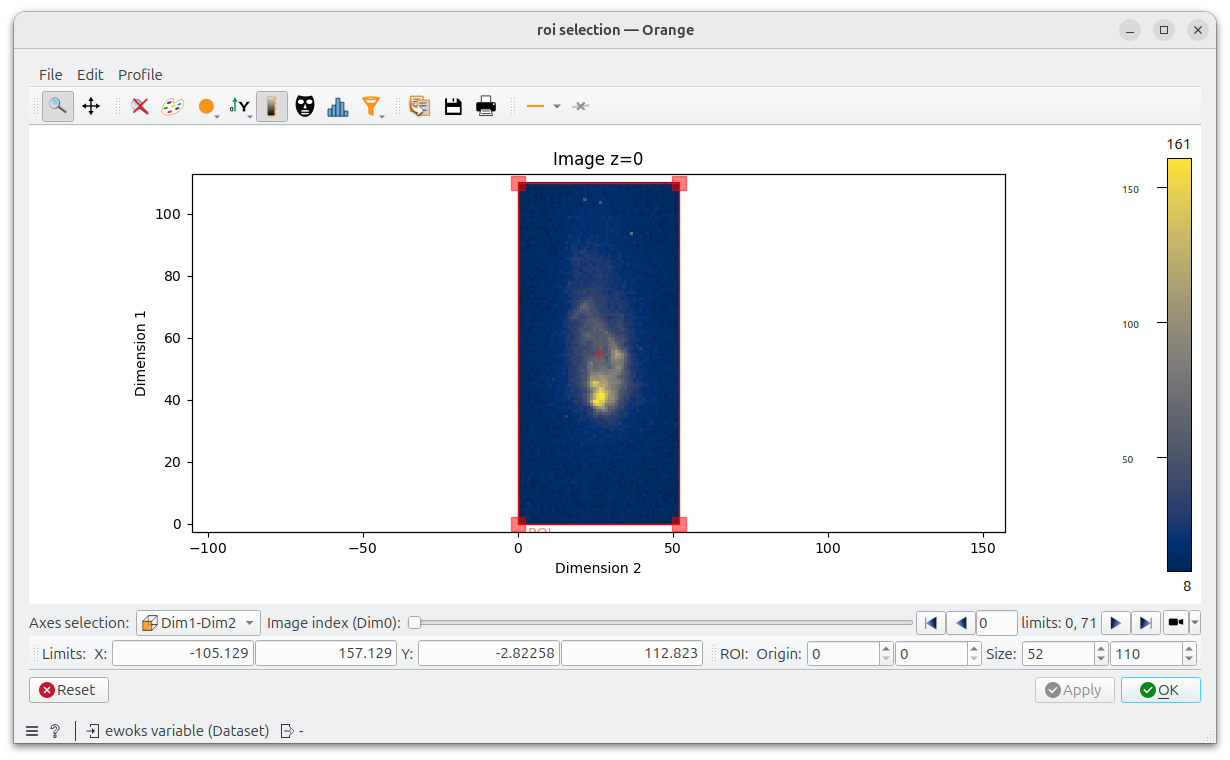 roi selection — Orange
File Edit Profile
Y
Image z=0
161
150
100
50
8
Dimension 1
100
80
60
40
20
0
ROI
−100 −50 0 50 100 150
Dimension 2
Axes selection: Dim1-Dim2 Image index (Dim0): 0 limits: 0, 71
Limits: X: -105.129 157.129 Y: -2.82258 112.823 ROI: Origin: 0 0 Size: 52 110
Reset Apply OK
? ewoks variable (Dataset) -